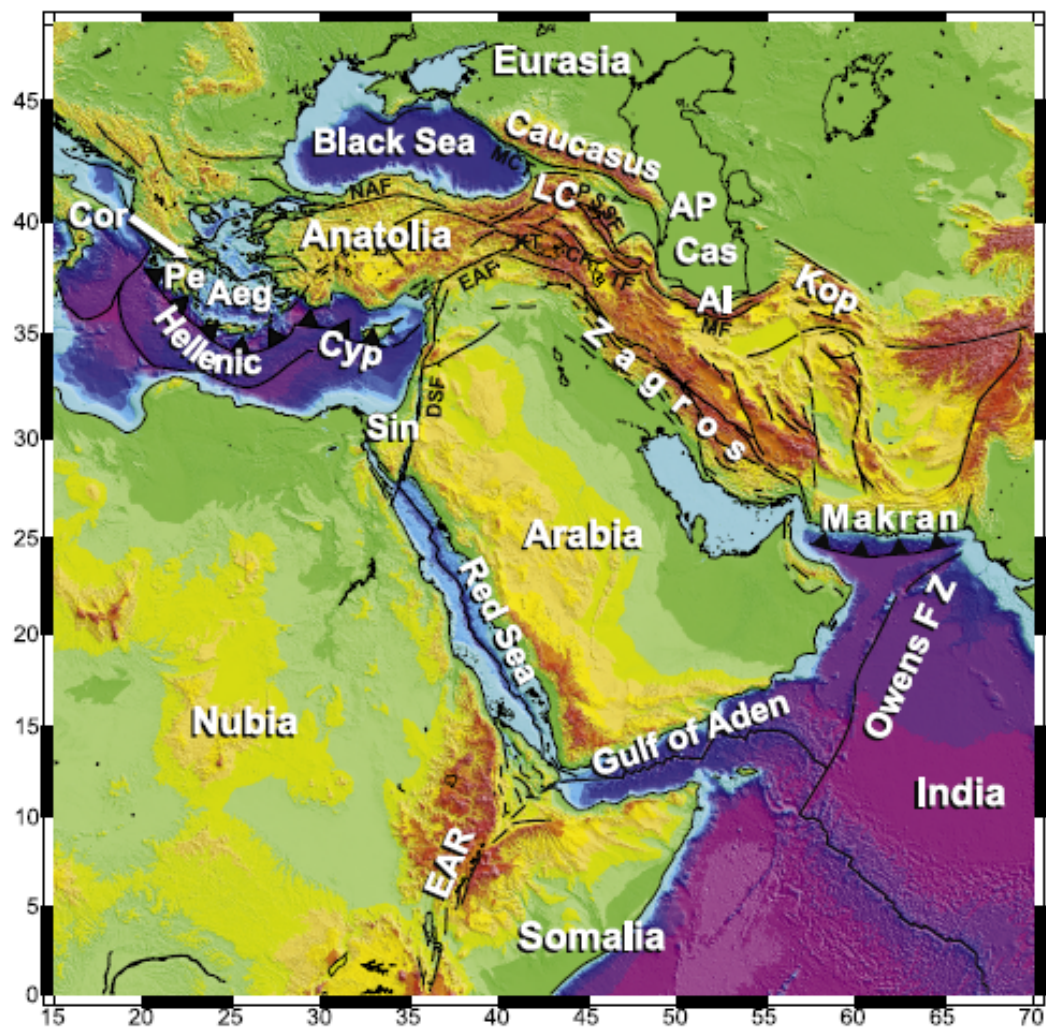 Eurasia
45
Black Sea
Caucasus
MC
NAF
LC
AP
40
Cor
Anatolia
Cas
Pe
Aeg
EAF
TF
Al
Kop
MF
35
Hellenic
Cyp
Zagros
DSF
Sin
30
Makran
25
Arabia
Red Sea
Owens F Z
20
Nubia
15
Gulf of Aden
India
10
EAR
5
Somalia
0
15 20 25 30 35 40 45 50 55 60 65 70